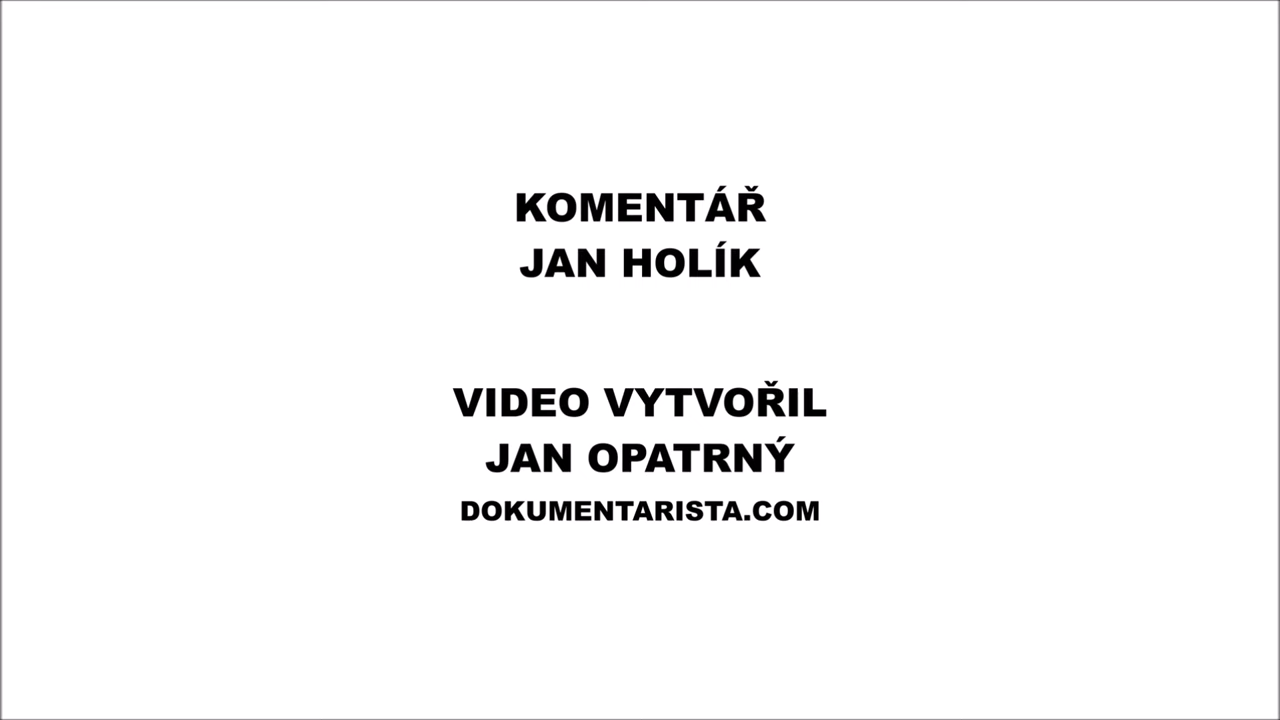 KOMENTÁŘ
JAN HOLÍK
VIDEO VYTVOŘIL
JAN OPATRNÝ
DOKUMENTARISTA.COM